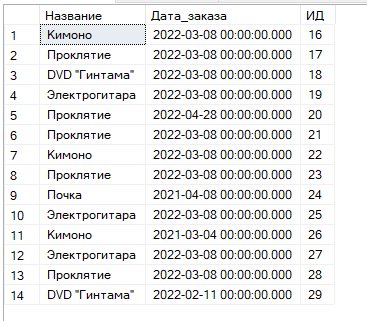 Название Дата_заказа ИД
1 Кимоно 2022-03-08 00:00:00.000 16
2 Проклятие 2022-03-08 00:00:00.000 17
3 DVD "Гинтама" 2022-03-08 00:00:00.000 18
4 Электрогитара 2022-03-08 00:00:00.000 19
5 Проклятие 2022-04-28 00:00:00.000 20
6 Проклятие 2022-03-08 00:00:00.000 21
7 Кимоно 2022-03-08 00:00:00.000 22
8 Проклятие 2022-03-08 00:00:00.000 23
9 Почка 2021-04-08 00:00:00.000 24
10 Электрогитара 2022-03-08 00:00:00.000 25
11 Кимоно 2021-03-04 00:00:00.000 26
12 Электрогитара 2022-03-08 00:00:00.000 27
13 Проклятие 2022-03-08 00:00:00.000 28
14 DVD "Гинтама" 2022-02-11 00:00:00.000 29